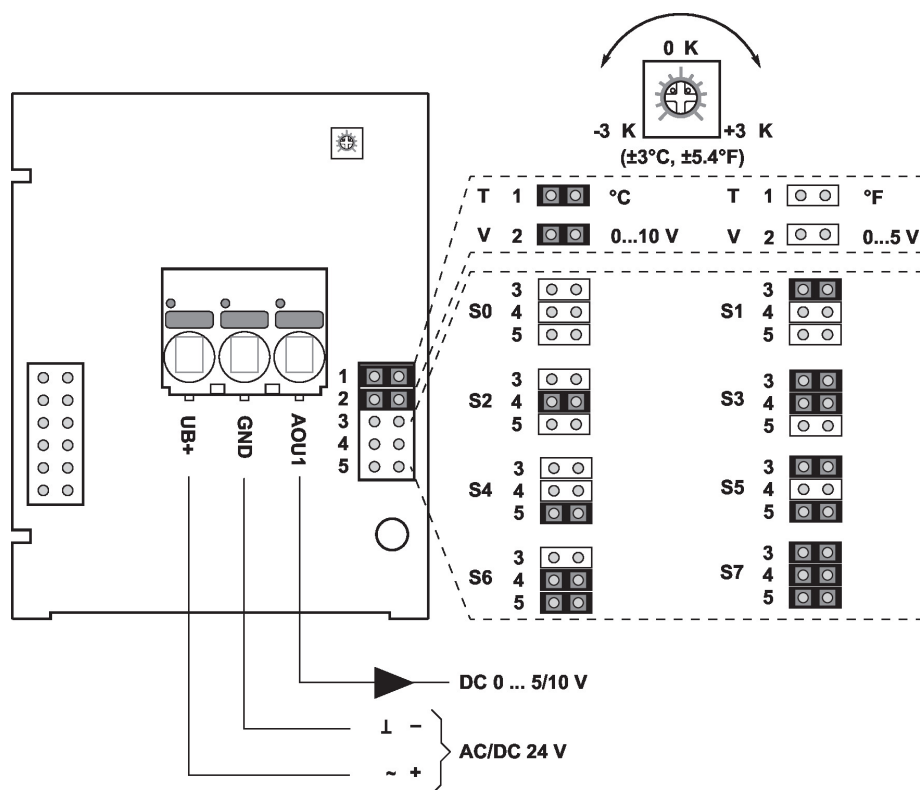 0 K
-3 K +3 K
(±3°C, ±5.4°F)
T 1 °C T 1 °F
V 2 0...10 V V 2 0...5 V
S0 3 4 5
S1 3 4 5
S2 3 4 5
S3 3 4 5
S4 3 4 5
S5 3 4 5
S6 3 4 5
S7 3 4 5
1
2
3
4
5
UB+ GND AOU1
DC 0 ... 5/10 V
⊥ −
AC/DC 24 V
~ +